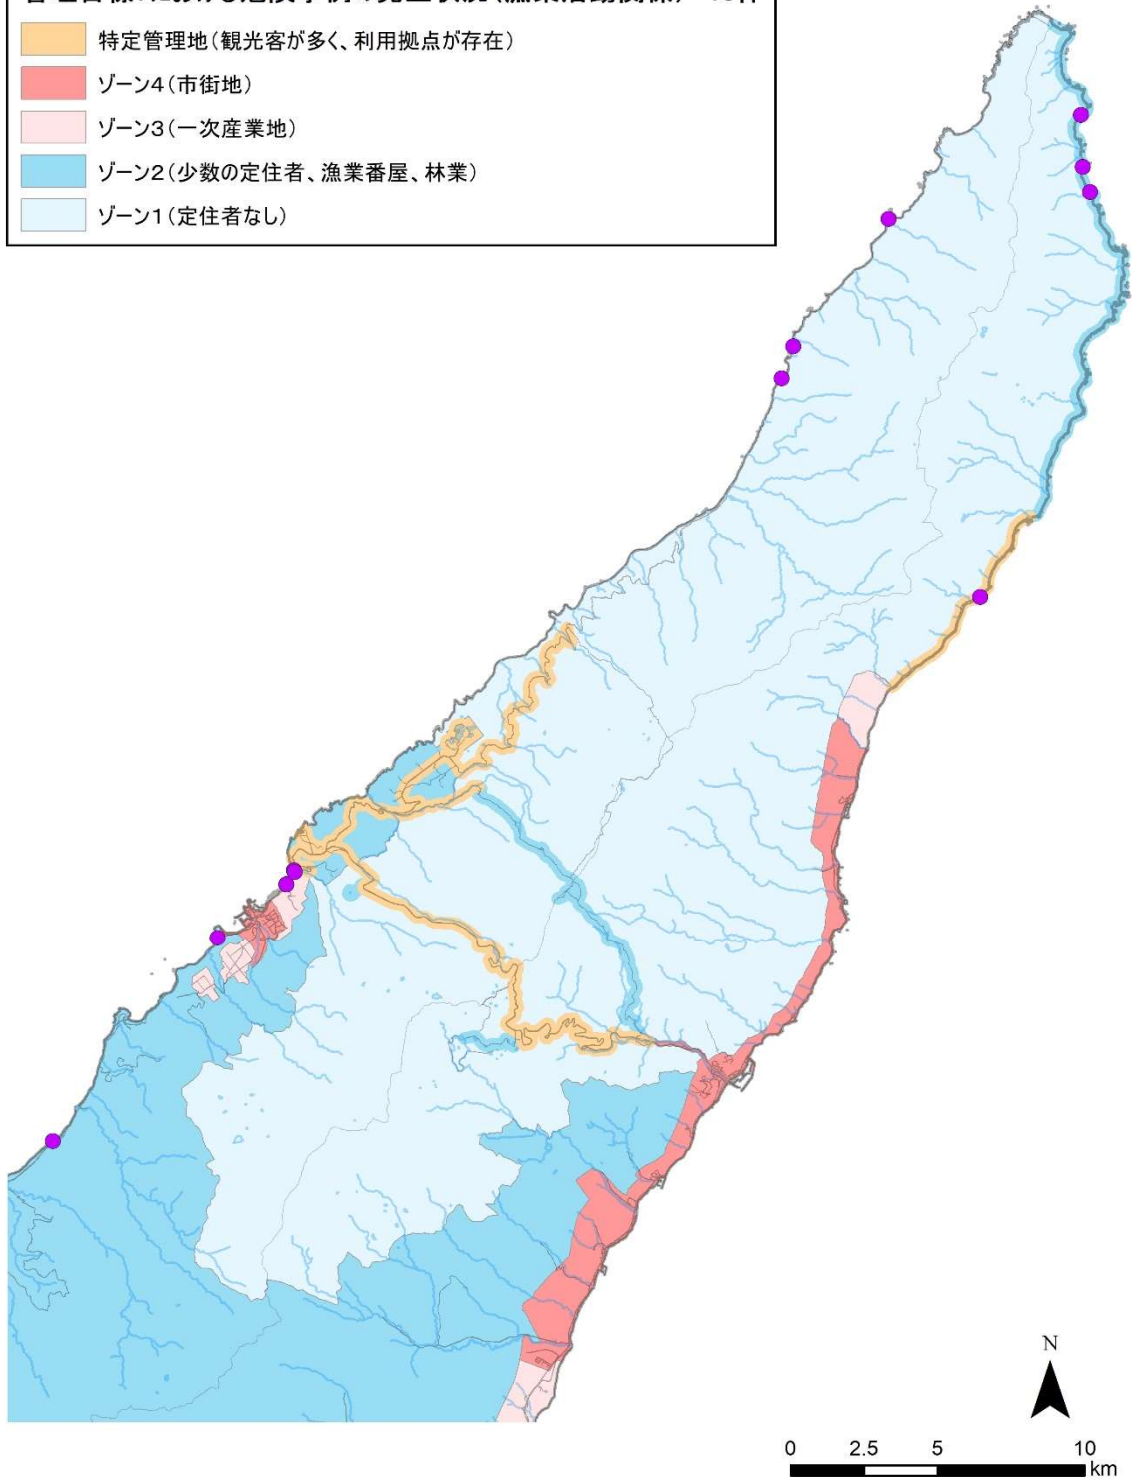 特定管理地(観光客が多く、利用拠点が存在)
ゾーン4(市街地)
ゾーン3(一次産業地)
ゾーン2(少数の定住者、漁業番屋、林業)
ゾーン1(定住者なし)
N
0 2.5 5 10
km